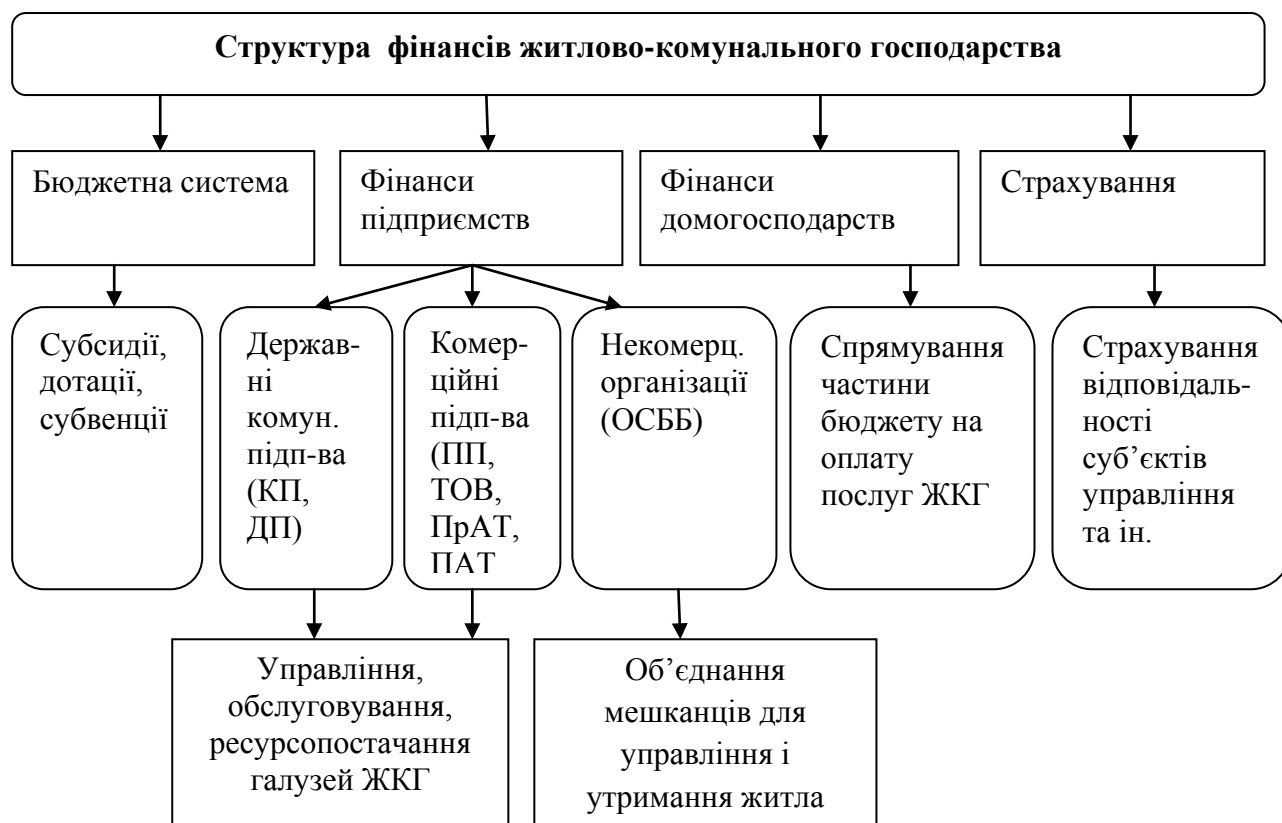 Структура фінансів житлово-комунального господарства
Бюджетна система
Фінанси
підприємств
Фінанси
домогосподарств
Страхування
Субсидії,
дотації,
субвенції
Держав-
ні
комун.
підп-ва
(КП,
ДП)
Комер-
ційні
підп-ва
(ПП,
ТОВ,
ПрАТ,
ПАТ
Некомерц.
організації
(ОСББ)
Спрямування
частини
бюджету на
оплату
послуг ЖКГ
Страхування
відповідаль-
ності
суб’єктів
управління
та ін.
Управління,
обслуговування,
ресурсопостачання
галузей ЖКГ
Об’єднання
мешканців для
управління і
утримання житла